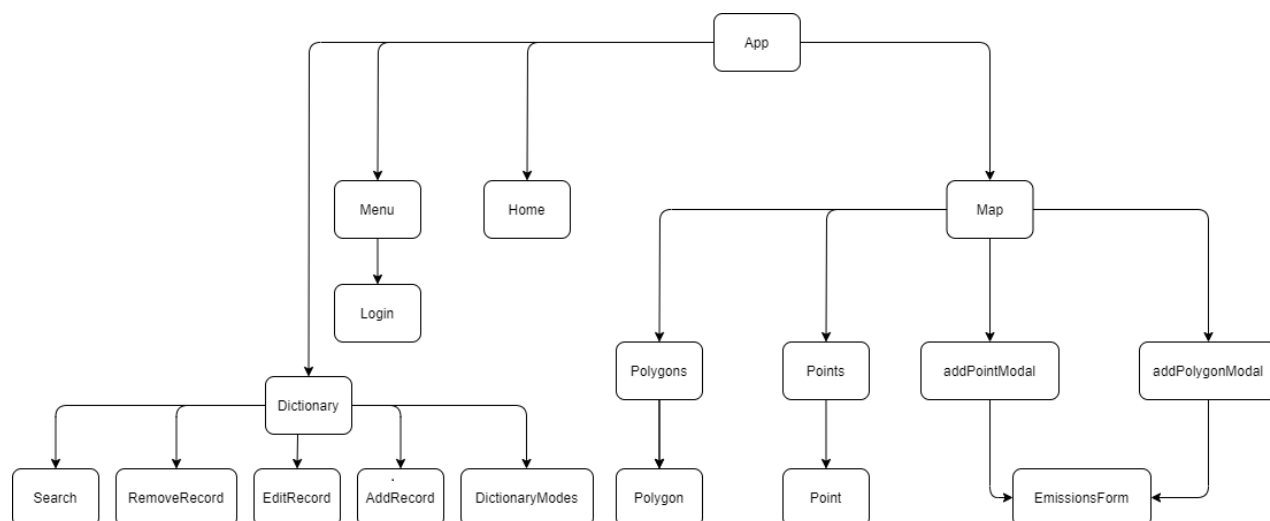 App
Menu
Home
Map
Login
Polygons
Points
addPointModal
addPolygonModal
Dictionary
Search
RemoveRecord
EditRecord
AddRecord
DictionaryModes
Polygon
Point
EmissionsForm